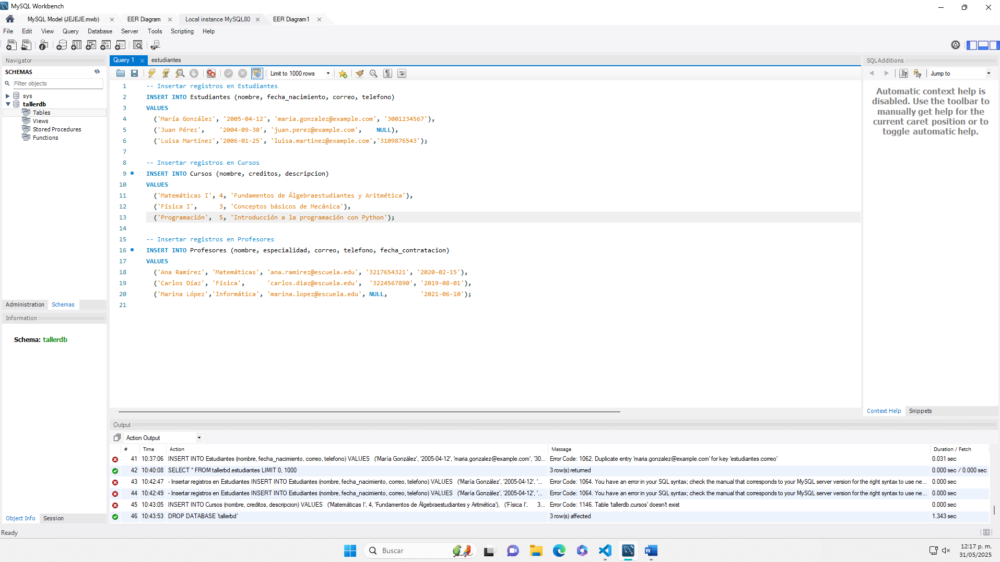 MySQL Workbench
MySQL Model (JEJEJE.mwb)
EER Diagram
Local instance MySQL80
EER Diagram1
File Edit View Query Database Server Tools Scripting Help
Navigator
SCHEMAS
Filter objects
sys
tallerdb
Tables
Views
Stored Procedures
Functions
Administration Schemas
Information
Schema: tallerdb
Object Info Session
Ready
Query 1 estudiantes
Limit to 1000 rows
1 -- Insertar registros en Estudiantes
2 INSERT INTO Estudiantes (nombre, fecha_nacimiento, correo, telefono)
3 VALUES
4 ('María González', '2005-04-12', 'maria.gonzalez@example.com', '3001234567'),
5 ('Juan Pérez', '2004-09-30', 'juan.perez@example.com', NULL),
6 ('Luisa Martínez','2006-01-25', 'luisa.martinez@example.com','3109876543');
7
8 -- Insertar registros en Cursos
9 INSERT INTO Cursos (nombre, creditos, descripcion)
10 VALUES
11 ('Matemáticas I', 4, 'Fundamentos de Álgebraestudiantes y Aritmética'),
12 ('Física I', 3, 'Conceptos básicos de Mecánica'),
13 ('Programación', 5, 'Introducción a la programación con Python');
14
15 -- Insertar registros en Profesores
16 INSERT INTO Profesores (nombre, especialidad, correo, telefono, fecha_contratacion)
17 VALUES
18 ('Ana Ramírez', 'Matemáticas', 'ana.ramirez@escuela.edu', '3217654321', '2020-02-15'),
19 ('Carlos Díaz', 'Física', 'carlos.diaz@escuela.edu', '3224567890', '2019-08-01'),
20 ('Marina López','Informática', 'marina.lopez@escuela.edu', NULL, '2021-06-10');
21
SQLAdditions
Jump to
Automatic context help is
disabled. Use the toolbar to
manually get help for the
current caret position or to
toggle automatic help.
Context Help Snippets
Output
Action Output
# Time Action Message Duration / Fetch
41 10:37:06 INSERT INTO Estudiantes (nombre, fecha_nacimiento, correo, telefono) VALUES ('María González', '2005-04-12', 'maria.gonzalez@example.com', '30... Error Code: 1062. Duplicate entry 'maria.gonzalez@example.com' for key 'estudiantes.correo' 0.031 sec
42 10:40:08 SELECT * FROM tallerbd.estudiantes LIMIT 0, 1000 3 row(s) returned 0.000 sec / 0.000 sec
43 10:42:47 - Insertar registros en Estudiantes INSERT INTO Estudiantes (nombre, fecha_nacimiento, correo, telefono) VALUES ('María González', '2005-04-12', '... Error Code: 1064. You have an error in your SQL syntax; check the manual that corresponds to your MySQL server version for the right syntax to use ne... 0.000 sec
44 10:42:49 - Insertar registros en Estudiantes INSERT INTO Estudiantes (nombre, fecha_nacimiento, correo, telefono) VALUES ('María González', '2005-04-12', '... Error Code: 1064. You have an error in your SQL syntax; check the manual that corresponds to your MySQL server version for the right syntax to use ne... 0.000 sec
45 10:43:05 INSERT INTO Cursos (nombre, creditos, descripcion) VALUES ('Matemáticas I', 4, 'Fundamentos de Álgebraestudiantes y Aritmética'), ('Física I', 3... Error Code: 1146. Table 'tallerdb.cursos' doesn't exist 0.000 sec
46 10:43:53 DROP DATABASE `tallerbd` 3 row(s) affected 1.343 sec
Buscar
12:17 p. m.
31/05/2025